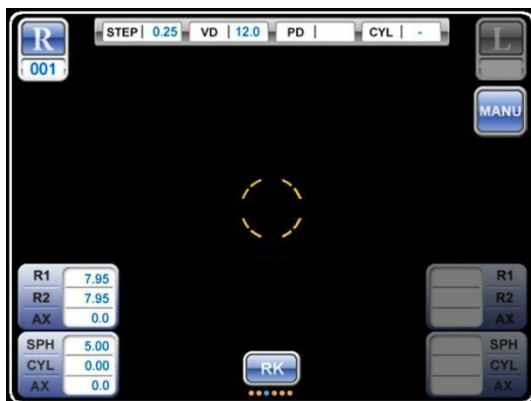 R STEP 0.25 VD 12.0 PD CYL - L
001
MANU
R1 7.95 R1
R2 7.95 R2
AX 0.0 AX
SPH 5.00 SPH
CYL 0.00 RK CYL
AX 0.0 AX